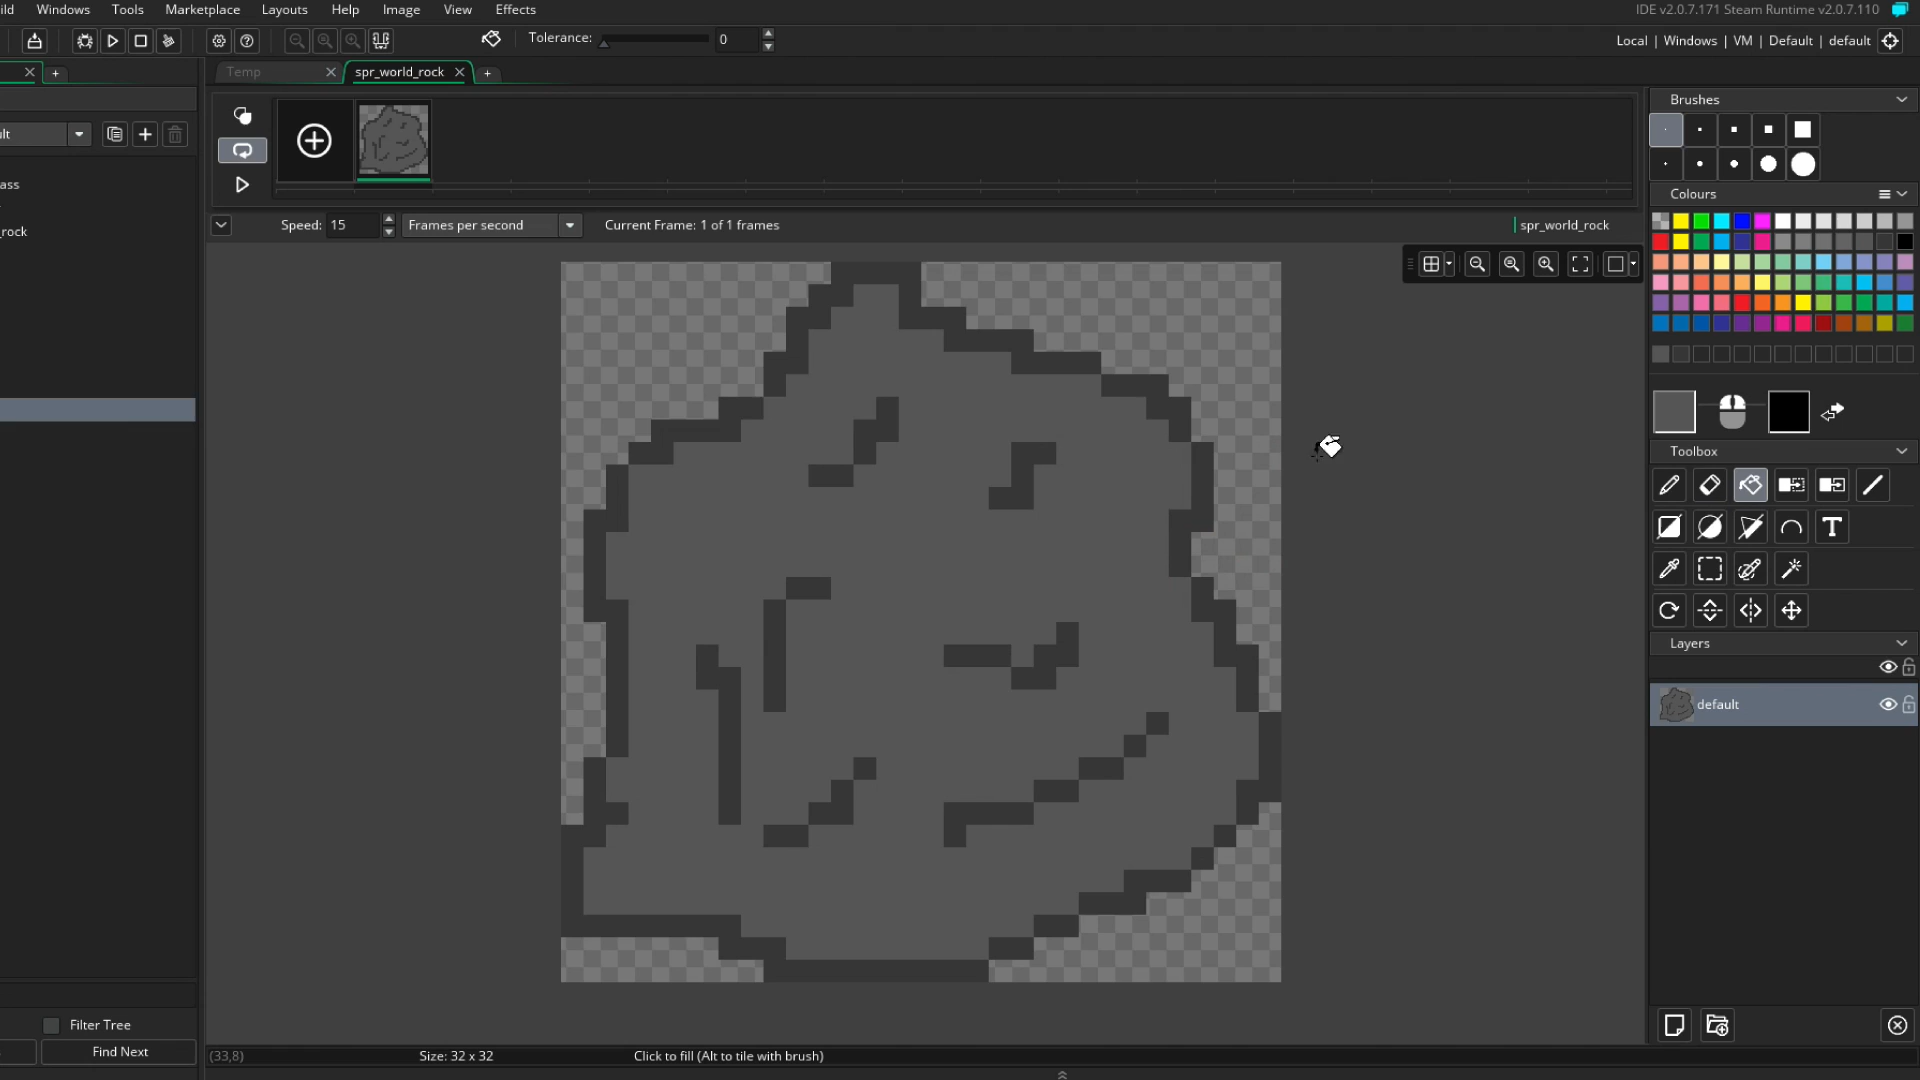 ild Windows Tools Marketplace Layouts Help Image View Effects IDE v2.0.7.171 Steam Runtime v2.0.7.110
Tolerance: 0 Local | Windows | VM | Default | default
Temp spr_world_rock
Brushes
ult
ass
_rock
Colours
Speed: 15 Frames per second Current Frame: 1 of 1 frames spr_world_rock
Toolbox
T
Layers
default
Filter Tree
Find Next
(33,8) Size: 32 x 32 Click to fill (Alt to tile with brush)